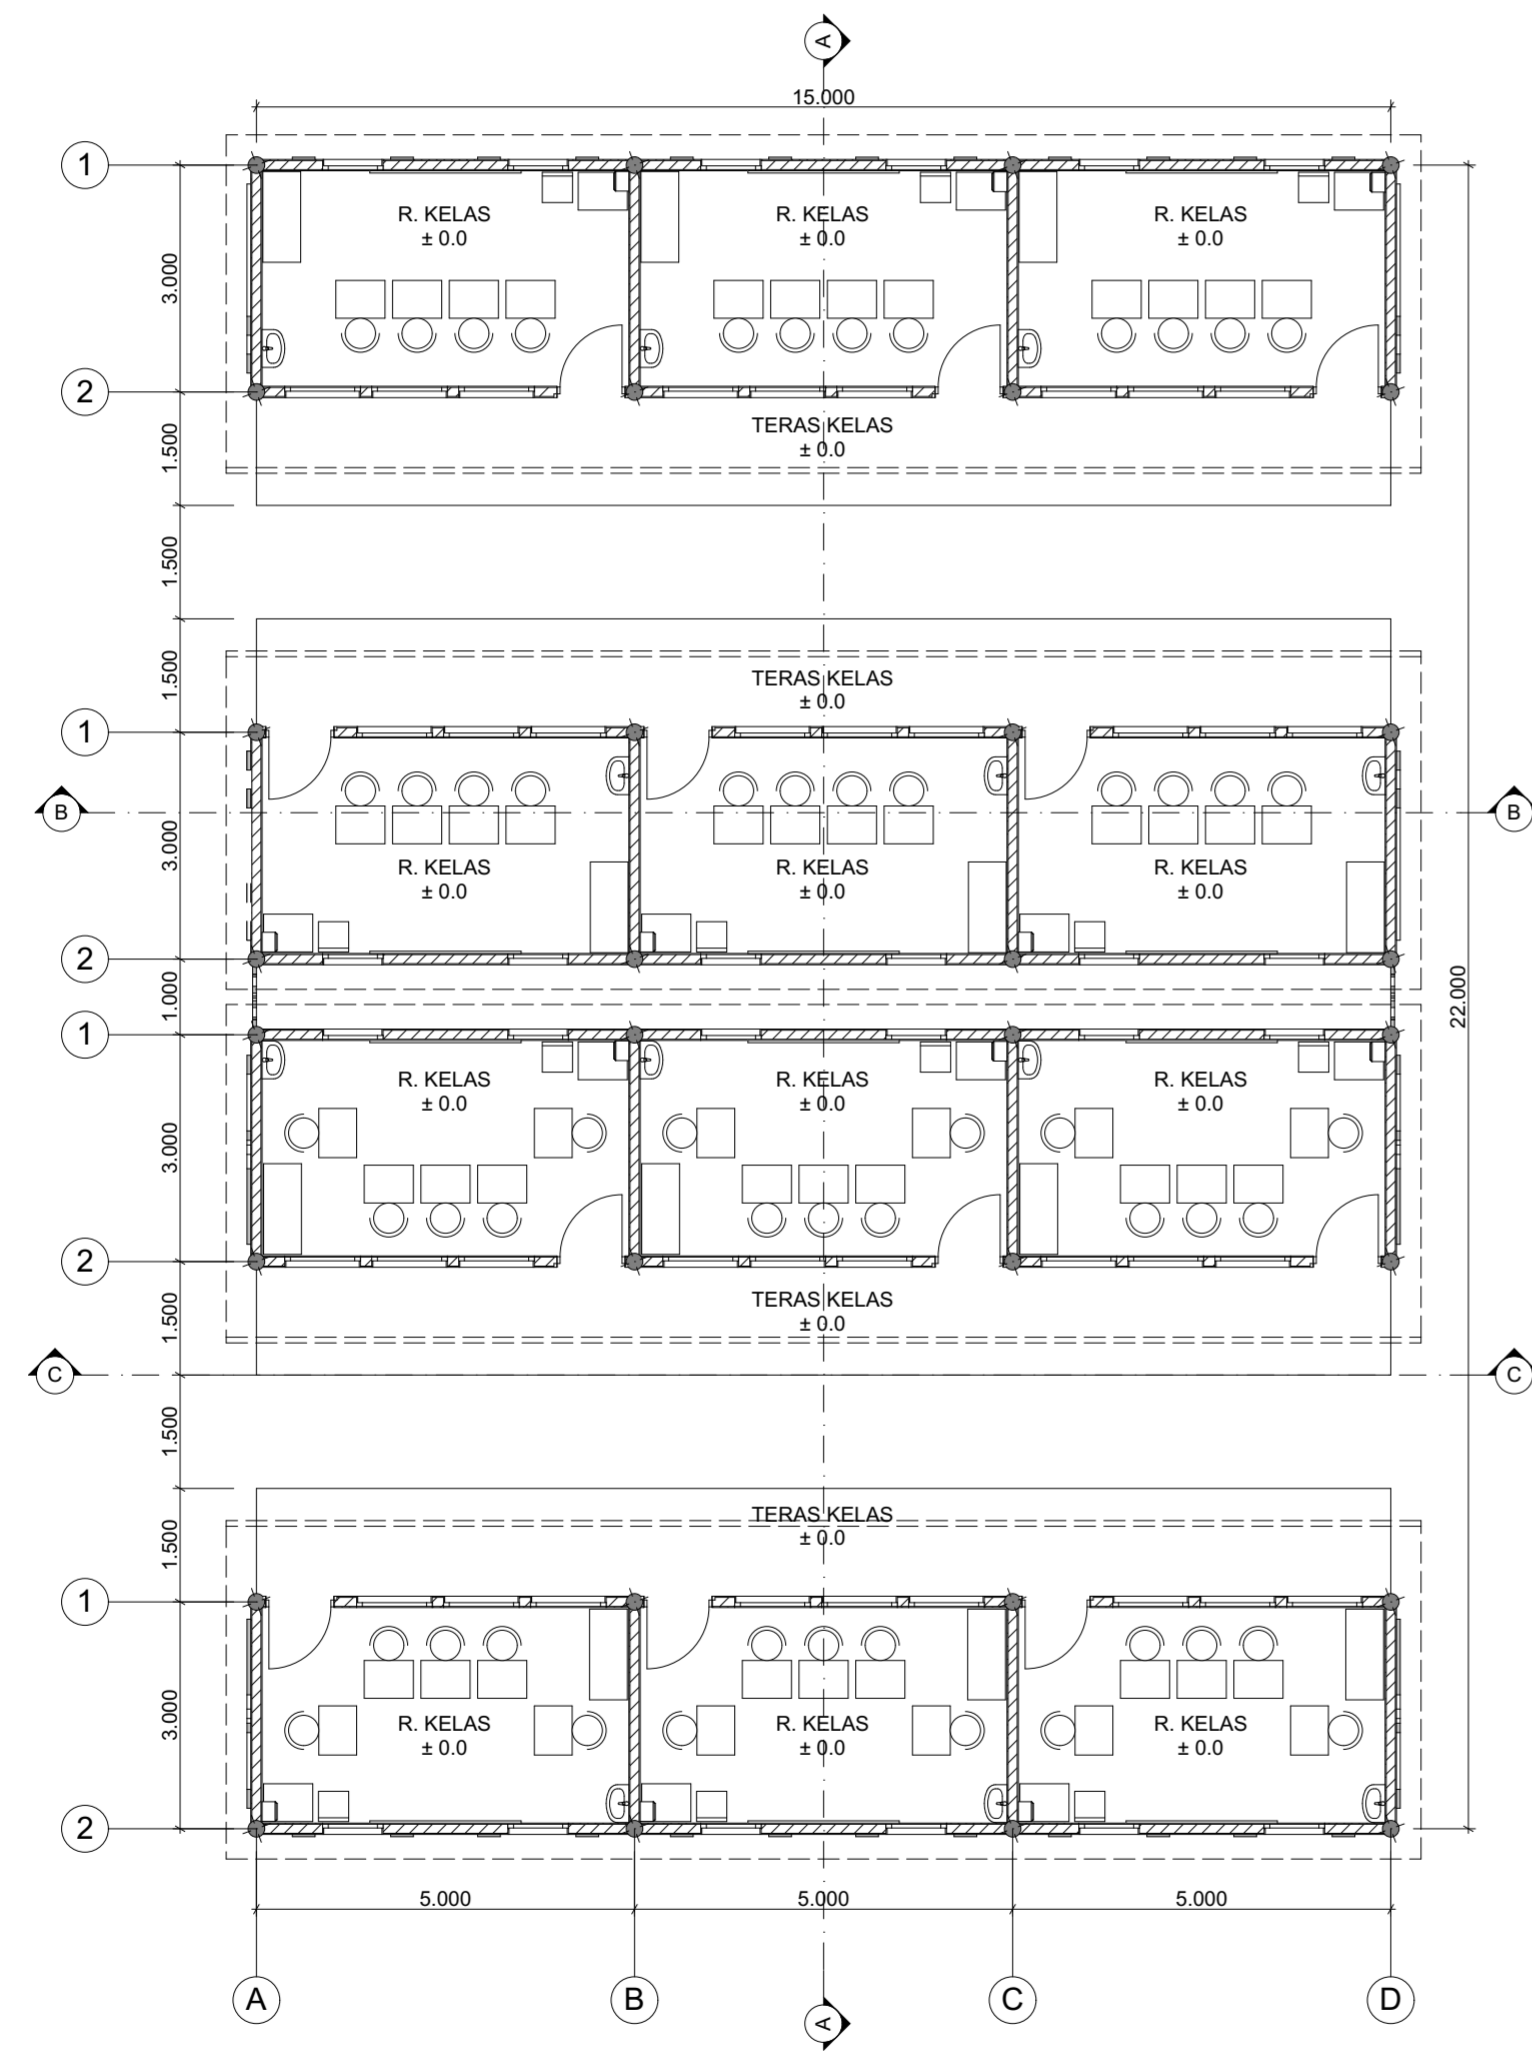 A
15.000
1
R. KELAS R. KELAS R. KELAS
± 0.0 ± 0.0 ± 0.0
3.000
2
TERAS KELAS
± 0.0
1.500
1.500
1.500
TERAS KELAS
± 0.0
1
B B
3.000
R. KELAS R. KELAS R. KELAS
± 0.0 ± 0.0 ± 0.0
2
1.000
22.000
1
R. KELAS R. KELAS R. KELAS
± 0.0 ± 0.0 ± 0.0
3.000
2
TERAS KELAS
± 0.0
1.500
C C
1.500
TERAS KELAS
± 0.0
1.500
1
3.000
R. KELAS R. KELAS R. KELAS
± 0.0 ± 0.0 ± 0.0
2
5.000 5.000 5.000
A B C D
A